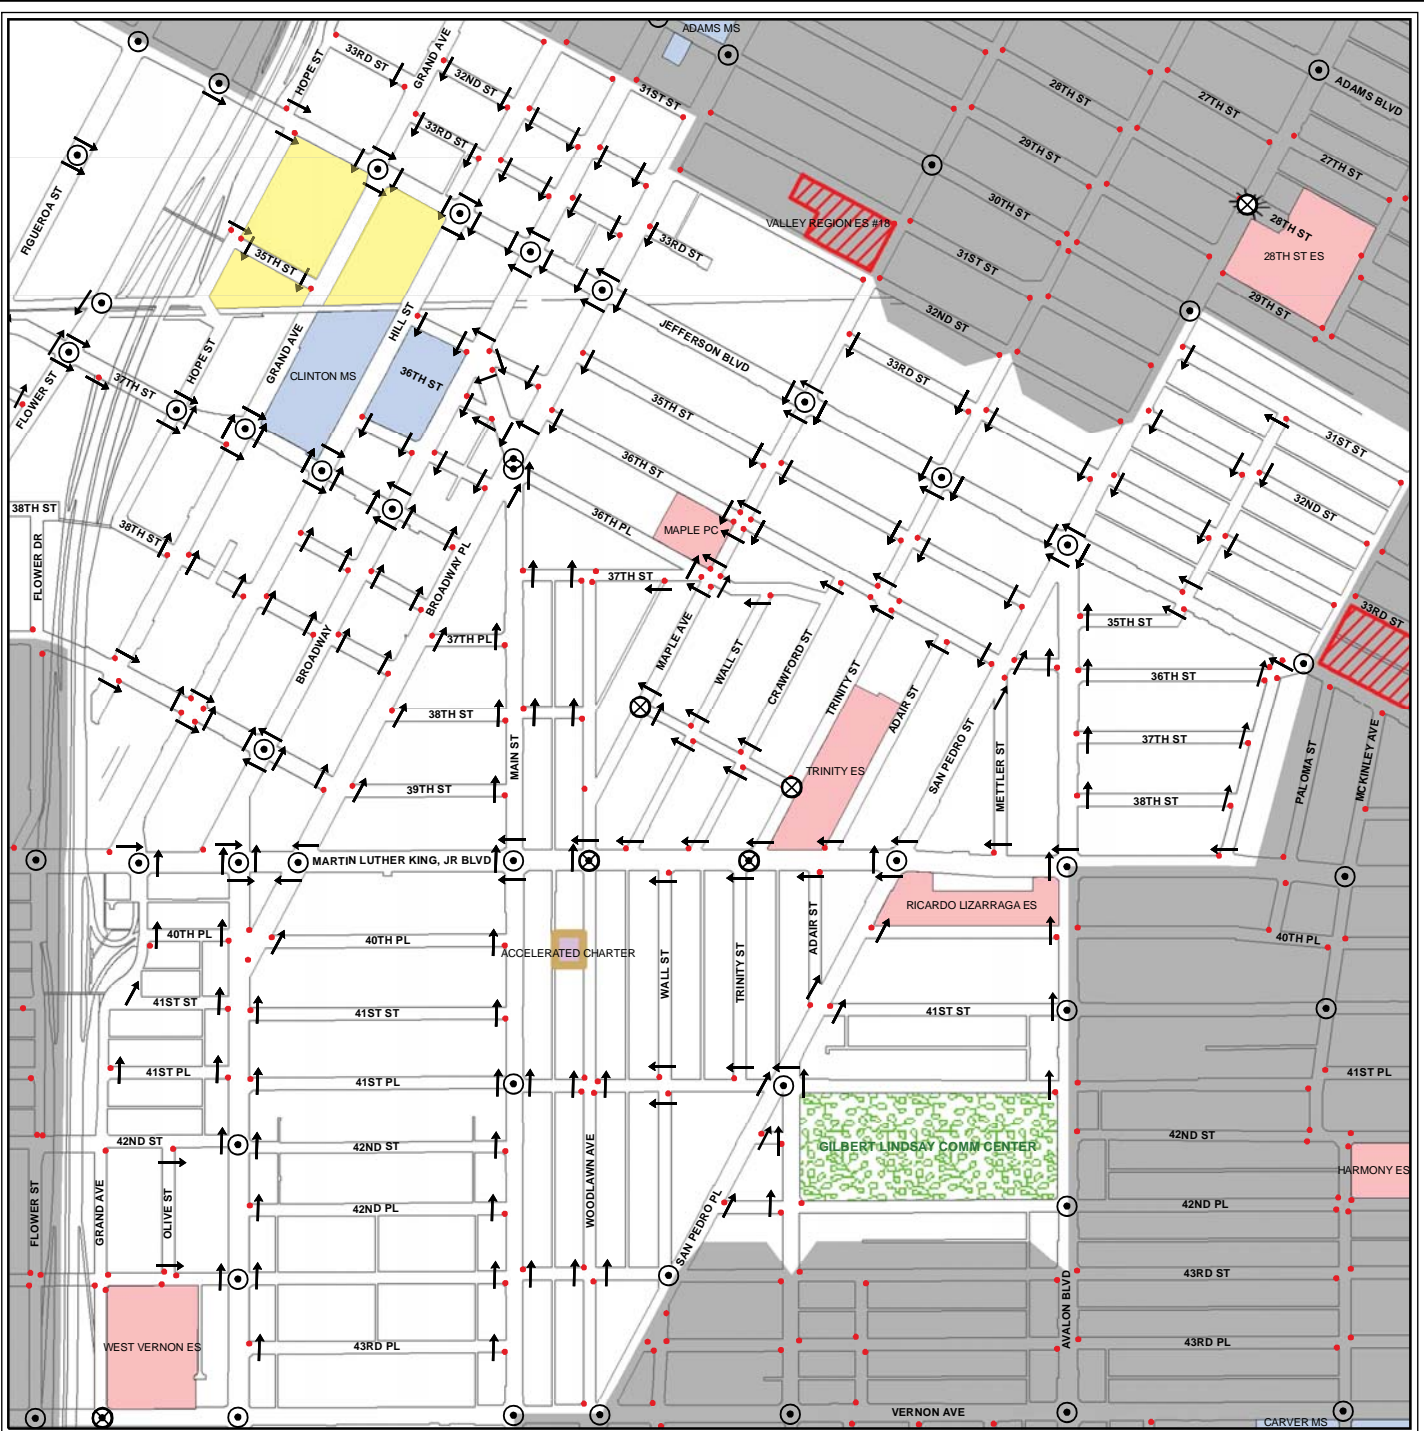 ADAMS MS
HOPE ST
33RD ST
GRAND AVE
32ND ST
31ST ST
28TH ST
27TH ST
ADAMS BLVD
33RD ST
29TH ST
27TH ST
FIGUEROA ST
30TH ST
28TH ST
VALLEY REGION ES #18
35TH ST
33RD ST
31ST ST
28TH ST ES
29TH ST
32ND ST
HILL ST
JEFFERSON BLVD
HOPE ST
GRAND AVE
CLINTON MS
36TH ST
33RD ST
FLOWER ST
37TH ST
35TH ST
31ST ST
36TH ST
32ND ST
38TH ST
38TH ST
36TH PL
MAPLE PC
FLOWER DR
BROADWAY PL
37TH ST
33RD ST
35TH ST
BROADWAY
37TH PL
MAPLE AVE
WALL ST
CRAWFORD ST
TRINITY ST
ADAIR ST
36TH ST
38TH ST
MAIN ST
SAN PEDRO ST
METTLER ST
37TH ST
PALOMA ST
MCKINLEY AVE
TRINITY ES
39TH ST
38TH ST
MARTIN LUTHER KING, JR BLVD
RICARDO LIZARRAGA ES
40TH PL
40TH PL
ADAIR ST
40TH PL
ACCELERATED CHARTER
WALL ST
TRINITY ST
41ST ST
41ST ST
41ST ST
41ST PL
41ST PL
41ST PL
42ND ST
42ND ST
GILBERT LINDSAY COMM CENTER
42ND ST
HARMONY ES
FLOWER ST
GRAND AVE
OLIVE ST
42ND PL
WOODLAWN AVE
SAN PEDRO PL
42ND PL
43RD ST
AVALON BLVD
WEST VERNON ES
43RD PL
43RD PL
VERNON AVE
CARVER MS